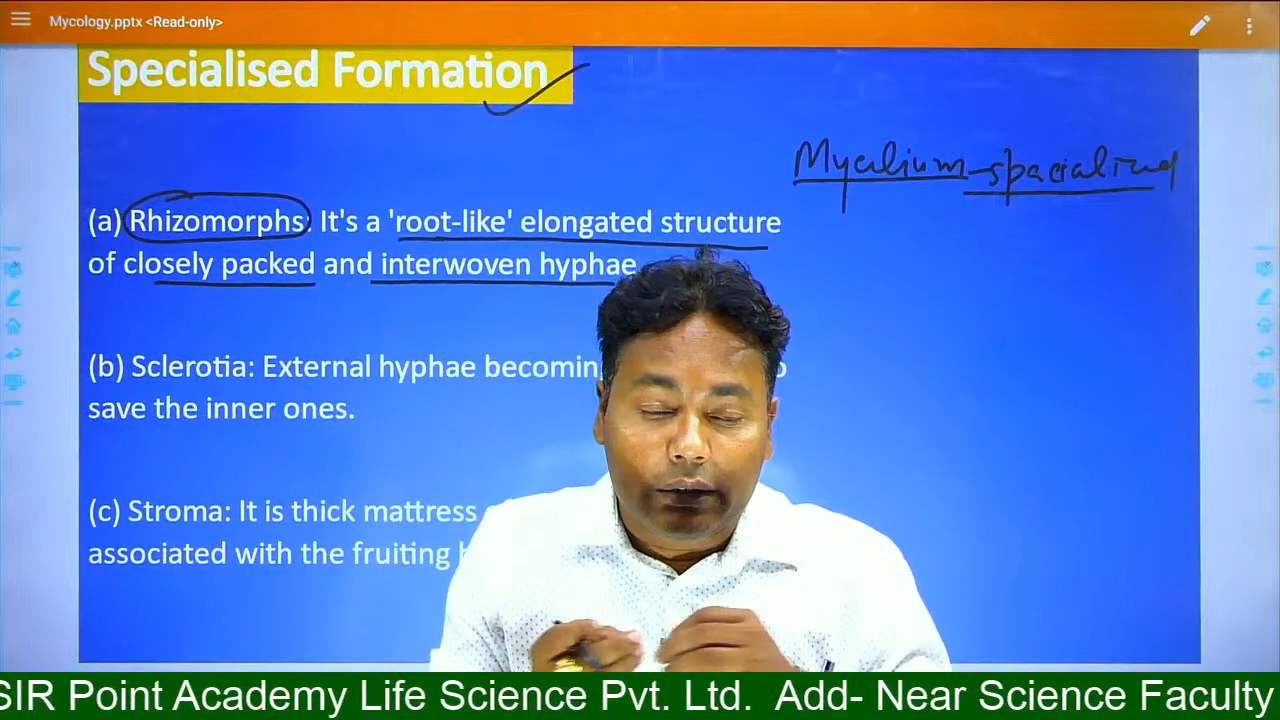 Mycology.pptx <Read-only>
Specialised Formation
Mycelium - spacialized
(a) Rhizomorphs: It's a 'root-like' elongated structure
of closely packed and interwoven hyphae
(b) Sclerotia: External hyphae becoming
save the inner ones.
(c) Stroma: It is thick mattress
associated with the fruiting
SIR Point Academy Life Science Pvt. Ltd. Add- Near Science Faculty